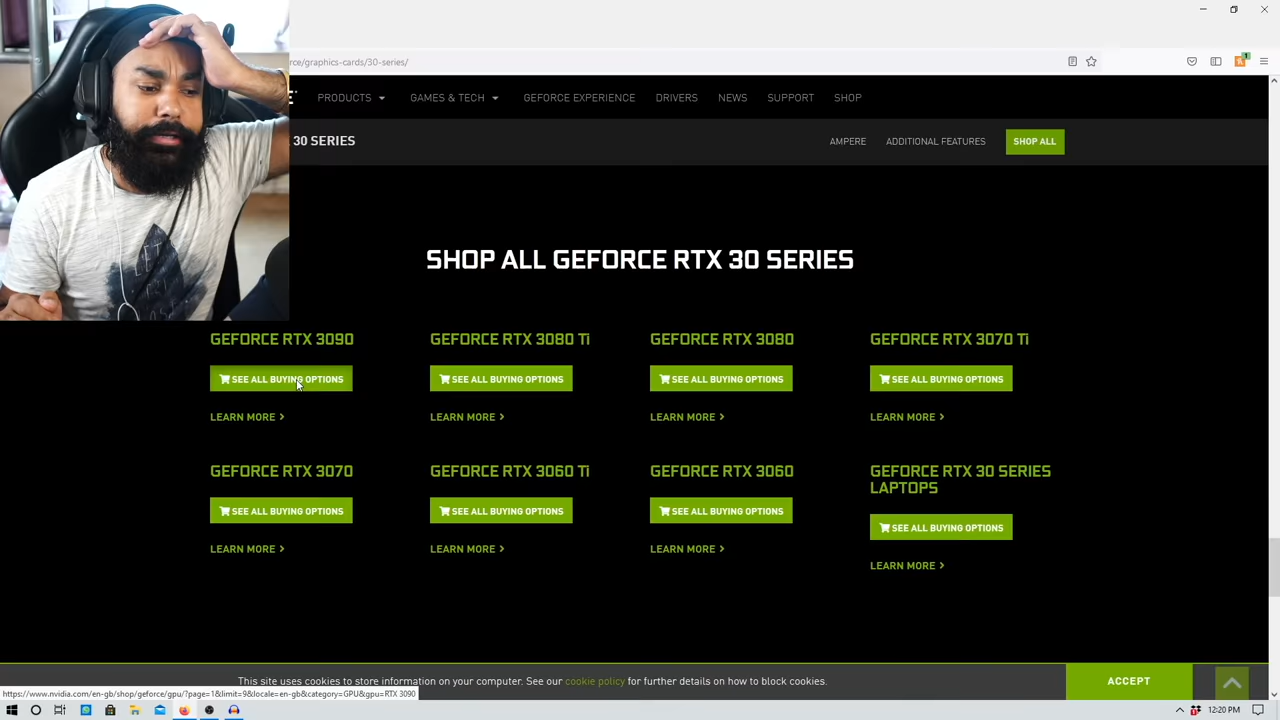 rce/graphics-cards/30-series/
PRODUCTS GAMES & TECH GEFORCE EXPERIENCE DRIVERS NEWS SUPPORT SHOP
30 SERIES AMPERE ADDITIONAL FEATURES SHOP ALL
SHOP ALL GEFORCE RTX 30 SERIES
GEFORCE RTX 3090 GEFORCE RTX 3080 Ti GEFORCE RTX 3080 GEFORCE RTX 3070 Ti
SEE ALL BUYING OPTIONS SEE ALL BUYING OPTIONS SEE ALL BUYING OPTIONS SEE ALL BUYING OPTIONS
LEARN MORE > LEARN MORE > LEARN MORE > LEARN MORE >
GEFORCE RTX 3070 GEFORCE RTX 3060 Ti GEFORCE RTX 3060 GEFORCE RTX 30 SERIES
LAPTOPS
SEE ALL BUYING OPTIONS SEE ALL BUYING OPTIONS SEE ALL BUYING OPTIONS SEE ALL BUYING OPTIONS
LEARN MORE > LEARN MORE > LEARN MORE > LEARN MORE >
This site uses cookies to store information on your computer. See our cookie policy for further details on how to block cookies. ACCEPT
https://www.nvidia.com/en-gb/shop/geforce/gpu/?page=1&limit=9&locale=en-gb&category=GPU&gpu=RTX 3090
12:20 PM